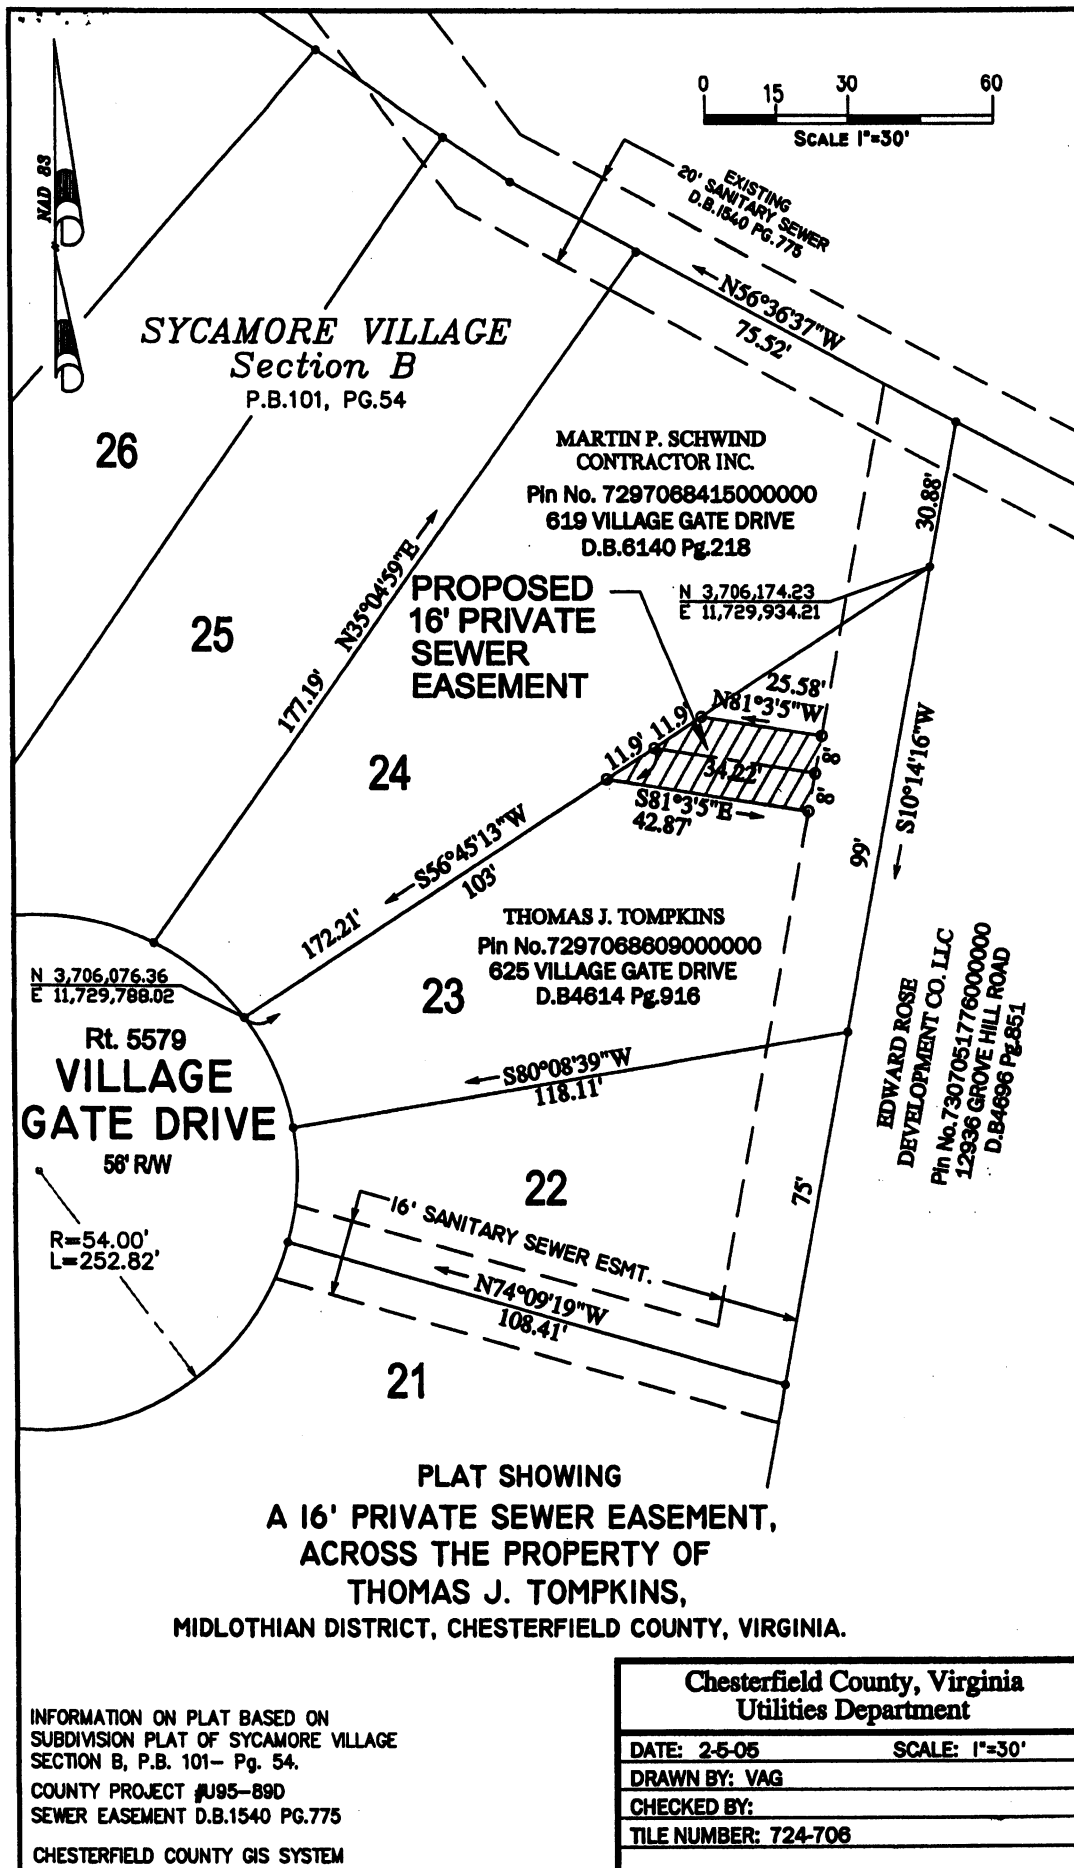 0 15 30 60
SCALE 1"=30'
NAD 83
EXISTING
20' SANITARY SEWER
D.B.1540 PG.775
N56°36'37"W
75.52'
SYCAMORE VILLAGE
Section B
P.B.101, PG.54
26
MARTIN P. SCHWIND
CONTRACTOR INC.
Pin No. 7297068415000000
619 VILLAGE GATE DRIVE
D.B.6140 Pg.218
30.88'
N35°04'59"E
177.19'
PROPOSED
16' PRIVATE
SEWER
EASEMENT
N 3,706,174.23
E 11,729,934.21
25
25.58'
N81°3'5"W
11.9'
11.9'
34.22'
8'
8'
S81°3'5"E
42.87'
24
S10°14'16"W
99'
S56°45'13"W
103'
172.21'
THOMAS J. TOMPKINS
Pin No.7297068609000000
625 VILLAGE GATE DRIVE
D.B4614 Pg.916
23
N 3,706,076.36
E 11,729,788.02
Rt. 5579
VILLAGE
GATE DRIVE
56' R/W
S80°08'39"W
118.11'
EDWARD ROSE
DEVELOPMENT CO. LLC
Pin No.7307051776000000
12936 GROVE HILL ROAD
D.B4696 Pg.851
22
75'
16' SANITARY SEWER ESMT.
R=54.00'
L=252.82'
N74°09'19"W
108.41'
21
PLAT SHOWING
A 16' PRIVATE SEWER EASEMENT,
ACROSS THE PROPERTY OF
THOMAS J. TOMPKINS,
MIDLOTHIAN DISTRICT, CHESTERFIELD COUNTY, VIRGINIA.
INFORMATION ON PLAT BASED ON
SUBDIVISION PLAT OF SYCAMORE VILLAGE
SECTION B, P.B. 101- Pg. 54.
COUNTY PROJECT #U95-89D
SEWER EASEMENT D.B.1540 PG.775
CHESTERFIELD COUNTY GIS SYSTEM
Chesterfield County, Virginia
Utilities Department
DATE: 2-5-05 SCALE: 1"=30'
DRAWN BY: VAG
CHECKED BY:
TILE NUMBER: 724-706